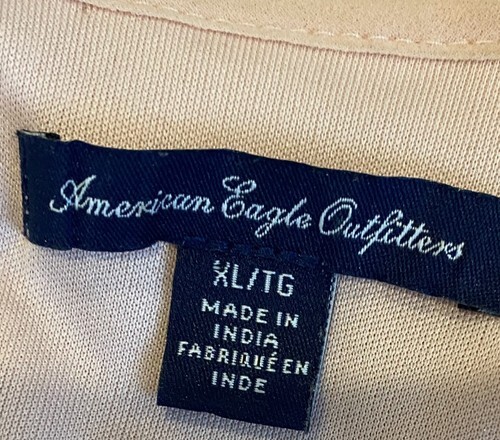 American Eagle Outfitters
XL/TG
MADE IN
INDIA
FABRIQUÉ EN
INDE